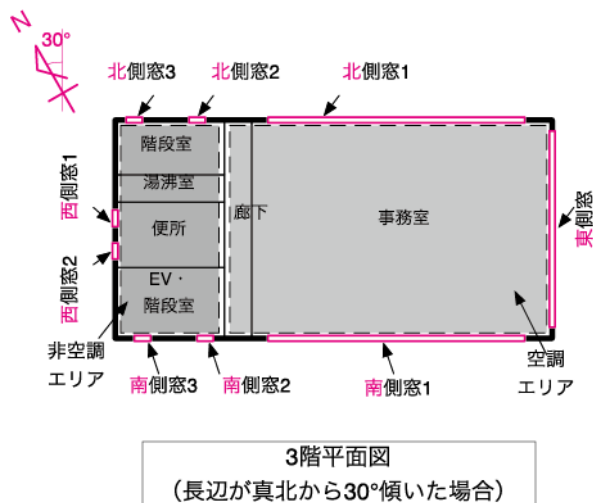 N
30°
北側窓3
北側窓2
北側窓1
階段室
湯沸室
便所
EV・
階段室
廊下
事務室
西側窓1
西側窓2
東側窓
非空調
エリア
南側窓3
南側窓2
南側窓1
空調
エリア
3階平面図
（長辺が真北から30°傾いた場合）